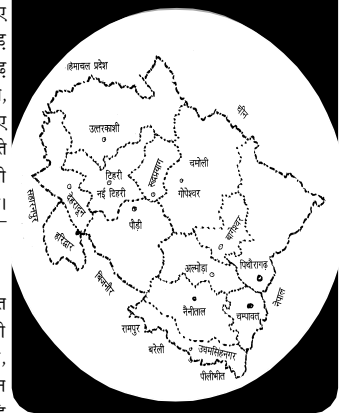 हिमाचल प्रदेश
चीन
उत्तरकाशी
टिहरी
नई टिहरी
रुद्रप्रयाग
चमोली
गोपेश्वर
देहरादून
सहारनपुर
हरिद्वार
पौड़ी
बागेश्वर
बिजनौर
अल्मोड़ा
पिथौरागढ़
नैनीताल
चम्पावत
नेपाल
रामपुर
बरेली
उधमसिंहनगर
पीलीभीत